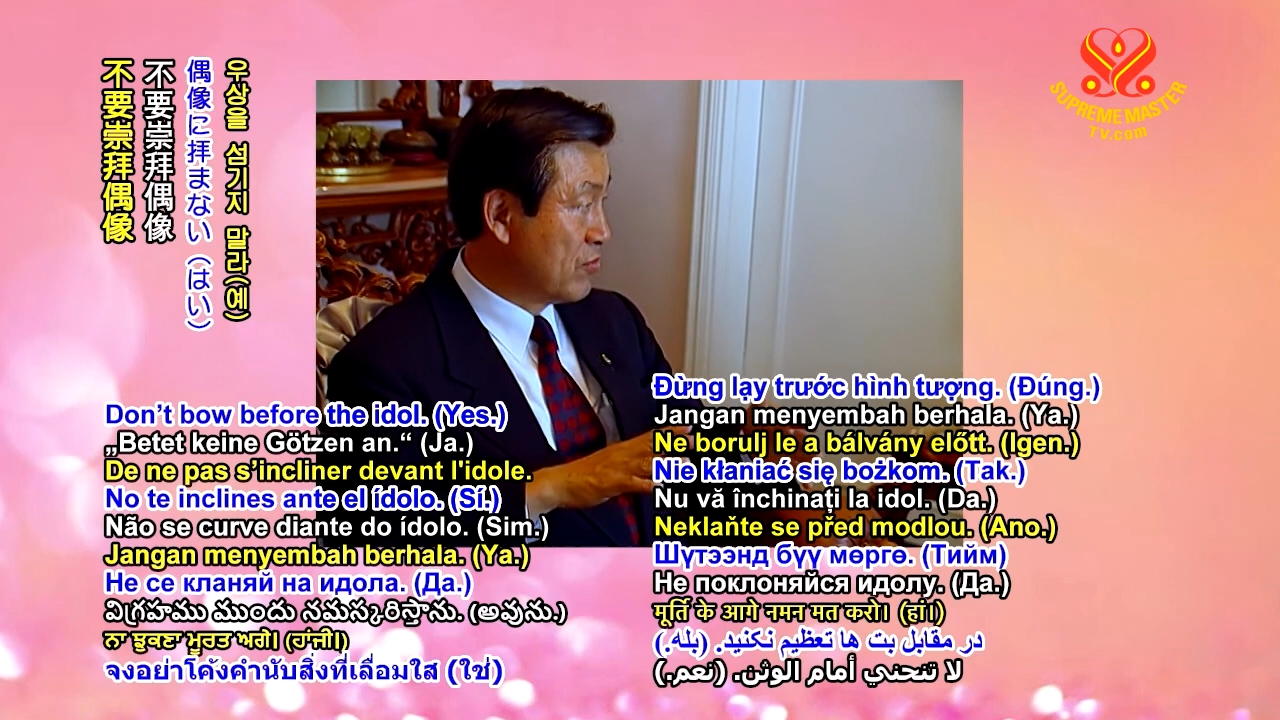 不要崇拜偶像
不要崇拜偶像
偶像に拝まない (はい)
우상을 섬기지 말라(예)
SUPREME MASTER
TV.com
Don’t bow before the idol. (Yes.)
„Betet keine Götzen an.“ (Ja.)
De ne pas s’incliner devant l'idole.
No te inclines ante el ídolo. (Sí.)
Não se curve diante do ídolo. (Sim.)
Jangan menyembah berhala. (Ya.)
Не се кланяй на идола. (Да.)
విగ్రహము ముందు నమస్కరిస్తాను. (అవును.)
ਨਾ ਝੁਕਣਾ ਮੂਰਤ ਅਗੇ। (ਹਾਂਜੀ।)
จงอย่าโค้งคำนับสิ่งที่เลื่อมใส (ใช่)
Đừng lạy trước hình tượng. (Đúng.)
Jangan menyembah berhala. (Ya.)
Ne borulj le a bálvány előtt. (Igen.)
Nie kłaniać się bożkom. (Tak.)
Nu vă închinați la idol. (Da.)
Neklaňte se před modlou. (Ano.)
Шүтээнд бүү мөргө. (Тийм)
Не поклоняйся идолу. (Да.)
मूर्ति के आगे नमन मत करो। (हां।)
در مقابل بت ها تعظیم نکنید. (بله.)
لا تنحني أمام الوثن. (نعم.)